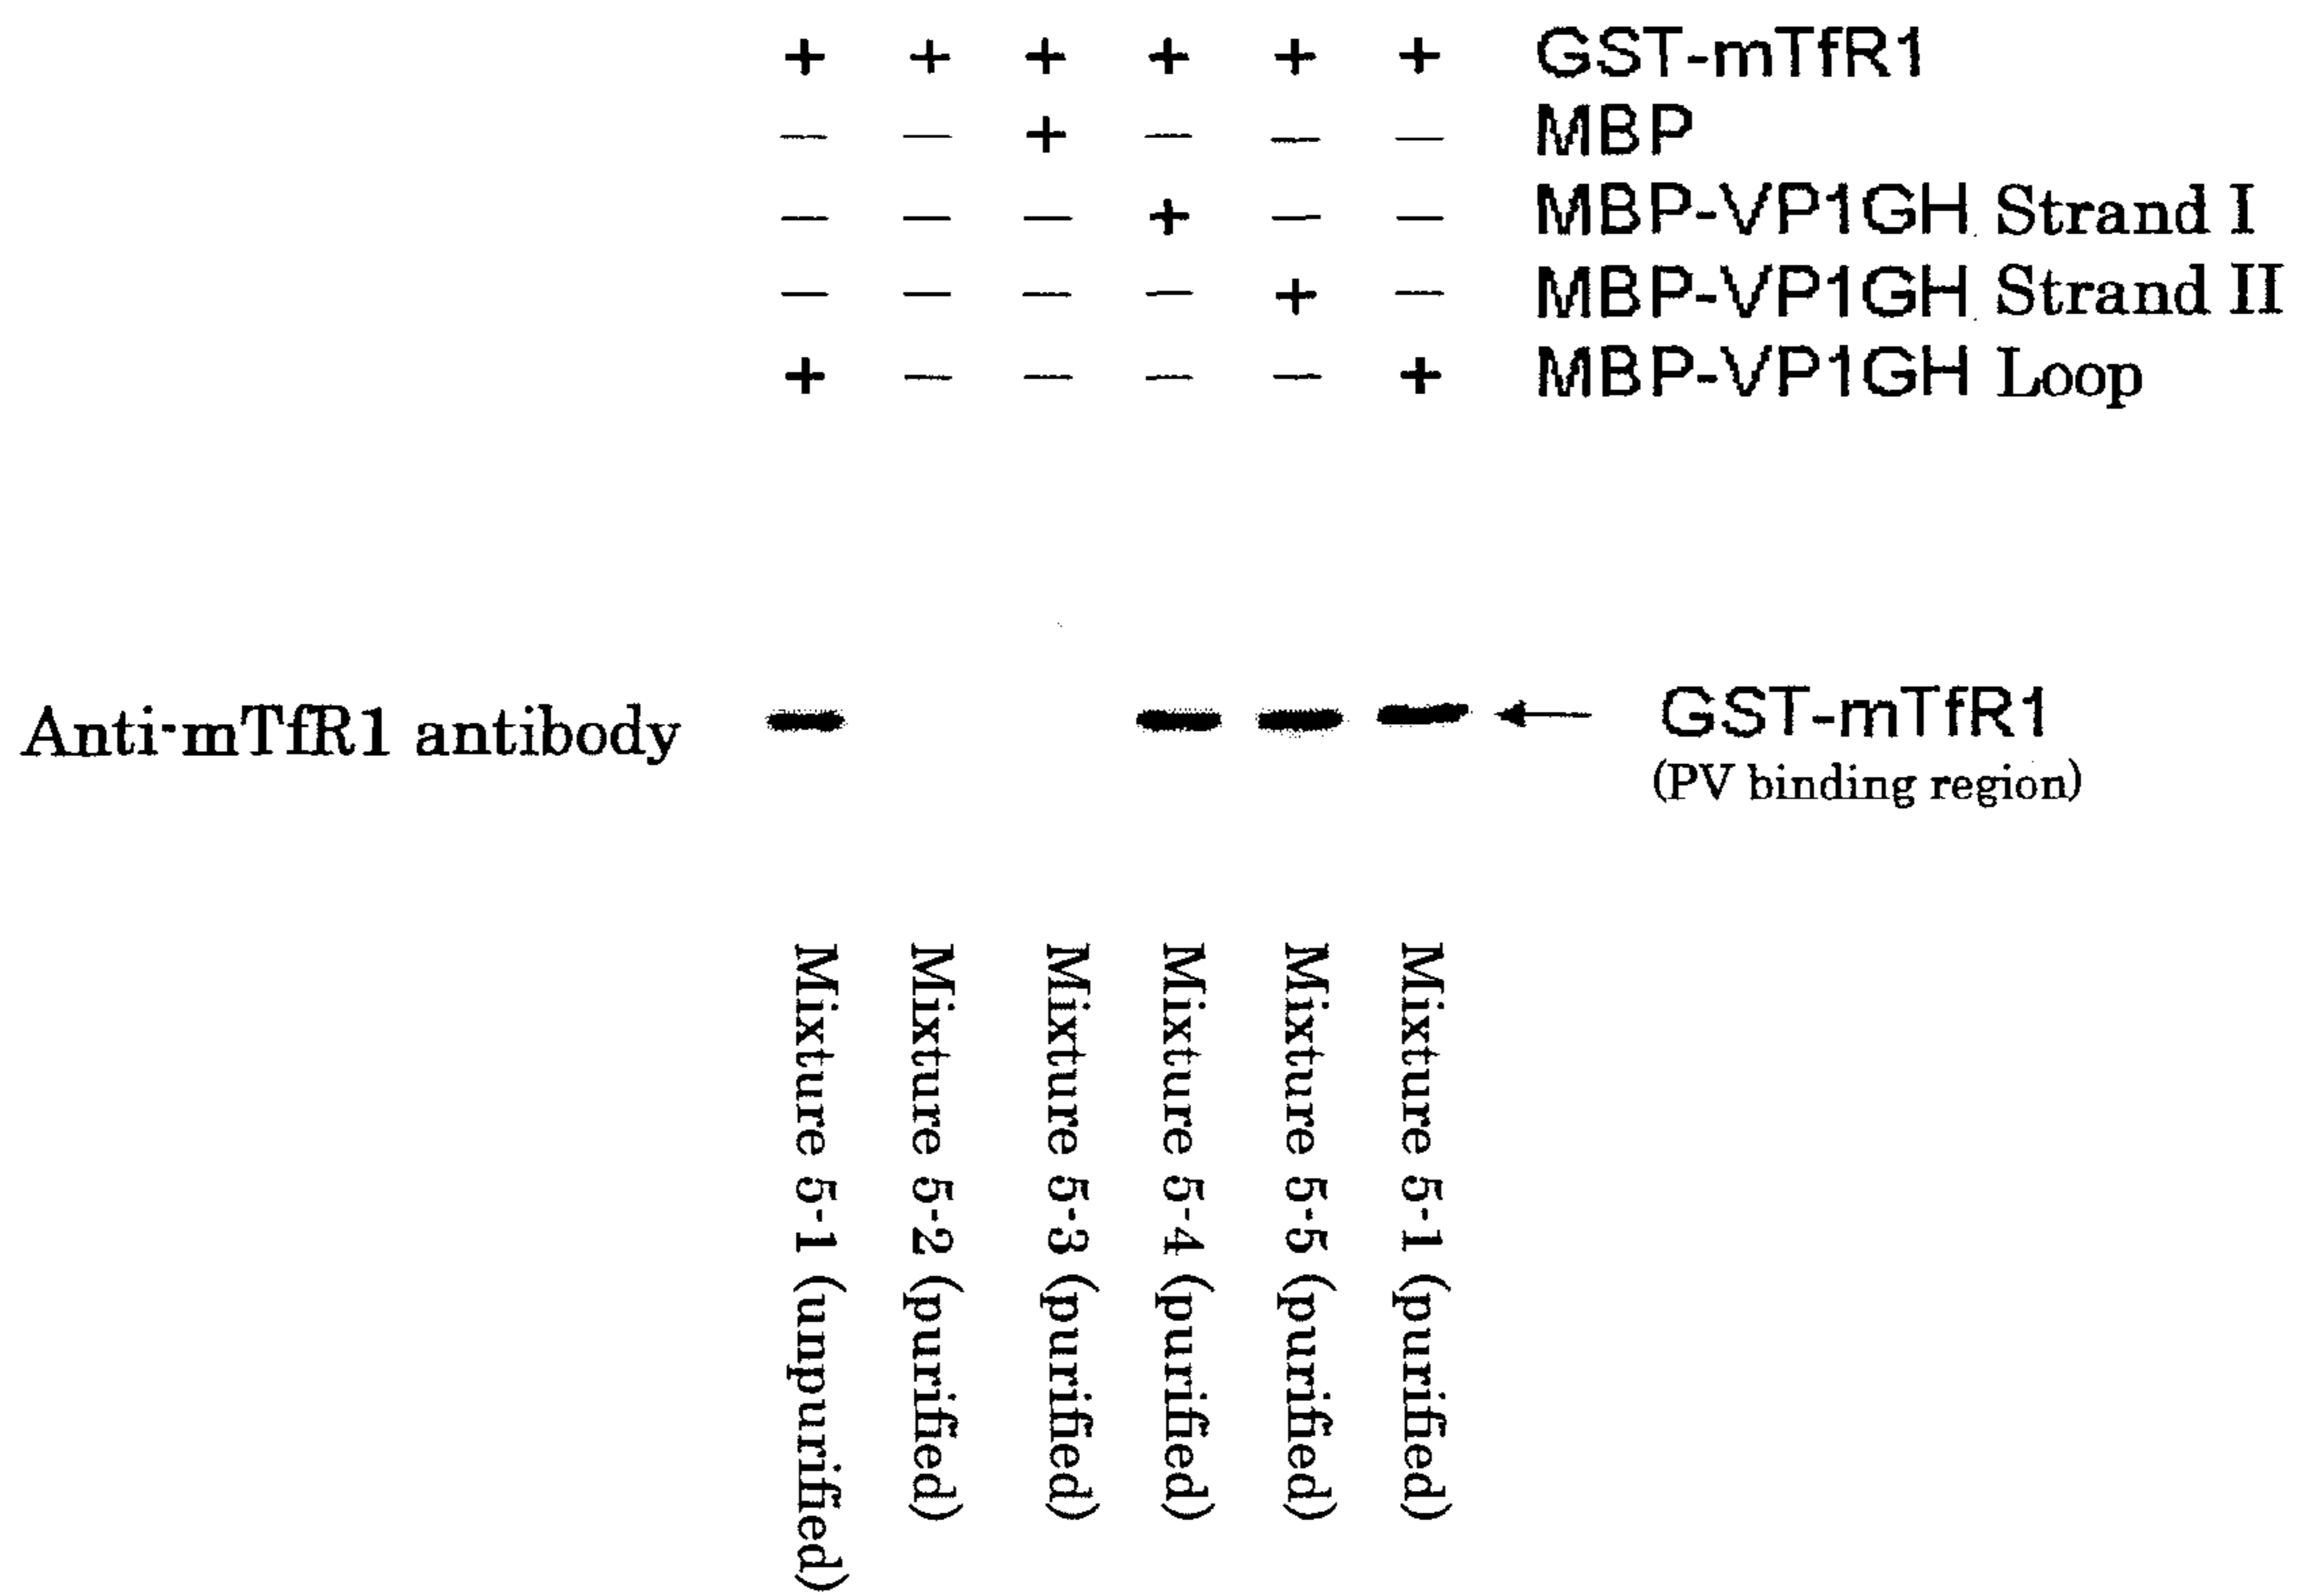 + + + + + + GST-mTfR1
— — + — — — MBP
— — — + — — MBP-VP1GH Strand I
— — — — + — MBP-VP1GH Strand II
+ — — — — + MBP-VP1GH Loop
Anti-mTfR1 antibody
GST-mTfR1
(PV binding region)
Mixture 5-1 (unpurified)
Mixture 5-2 (purified)
Mixture 5-3 (purified)
Mixture 5-4 (purified)
Mixture 5-5 (purified)
Mixture 5-1 (purified)